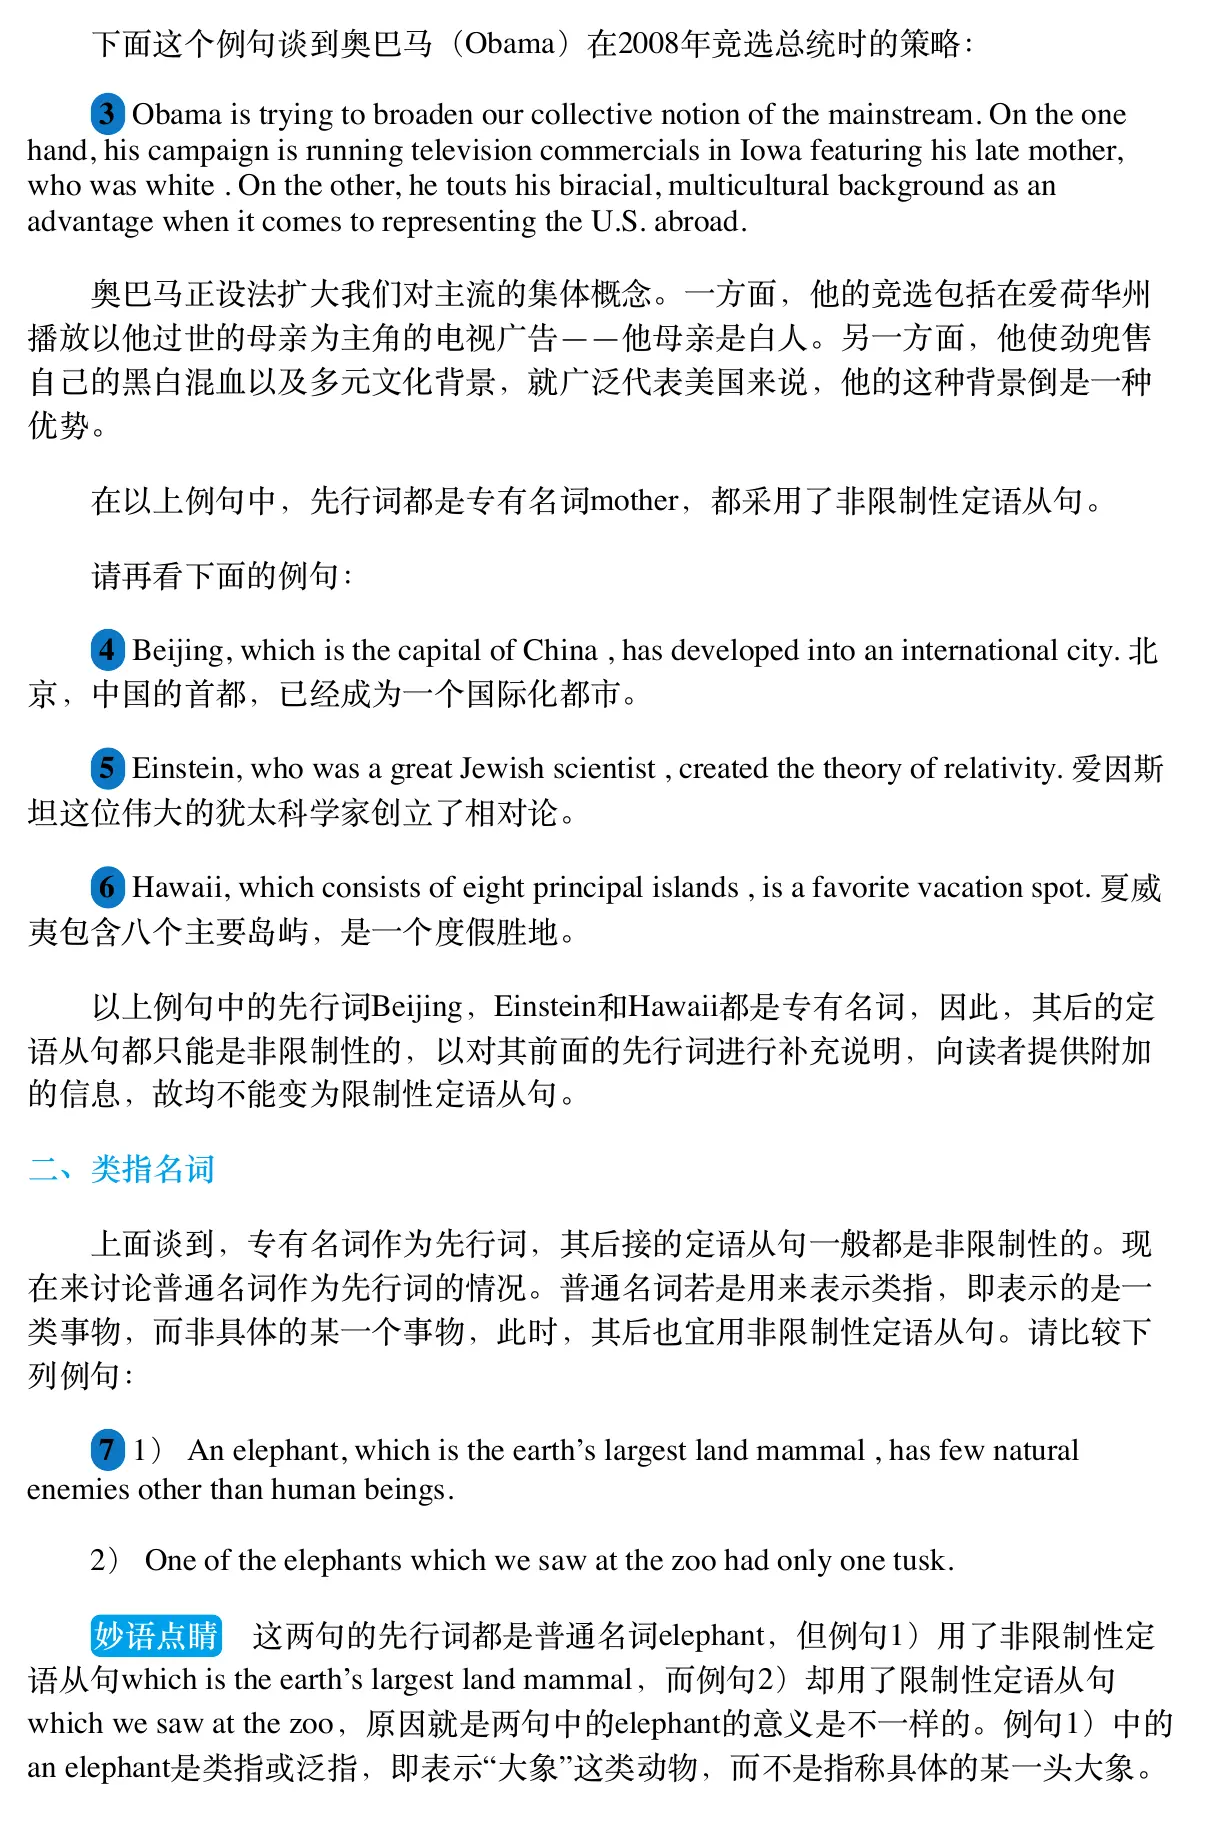 下面这个例句谈到奥巴马（Obama）在2008年竞选总统时的策略：
3 Obama is trying to broaden our collective notion of the mainstream. On the one
hand, his campaign is running television commercials in Iowa featuring his late mother,
who was white . On the other, he touts his biracial, multicultural background as an
advantage when it comes to representing the U.S. abroad.
奥巴马正设法扩大我们对主流的集体概念。一方面，他的竞选包括在爱荷华州
播放以他过世的母亲为主角的电视广告——他母亲是白人。另一方面，他使劲兜售
自己的黑白混血以及多元文化背景，就广泛代表美国来说，他的这种背景倒是一种
优势。
在以上例句中，先行词都是专有名词mother，都采用了非限制性定语从句。
请再看下面的例句：
4 Beijing, which is the capital of China , has developed into an international city. 北
京，中国的首都，已经成为一个国际化都市。
5 Einstein, who was a great Jewish scientist , created the theory of relativity. 爱因斯
坦这位伟大的犹太科学家创立了相对论。
6 Hawaii, which consists of eight principal islands , is a favorite vacation spot. 夏威
夷包含八个主要岛屿，是一个度假胜地。
以上例句中的先行词Beijing，Einstein和Hawaii都是专有名词，因此，其后的定
语从句都只能是非限制性的，以对其前面的先行词进行补充说明，向读者提供附加
的信息，故均不能变为限制性定语从句。
二、类指名词
上面谈到，专有名词作为先行词，其后接的定语从句一般都是非限制性的。现
在来讨论普通名词作为先行词的情况。普通名词若是用来表示类指，即表示的是一
类事物，而非具体的某一个事物，此时，其后也宜用非限制性定语从句。请比较下
列例句：
7 1） An elephant, which is the earth’s largest land mammal , has few natural
enemies other than human beings.
2） One of the elephants which we saw at the zoo had only one tusk.
妙语点睛 这两句的先行词都是普通名词elephant，但例句1）用了非限制性定
语从句which is the earth’s largest land mammal，而例句2）却用了限制性定语从句
which we saw at the zoo，原因就是两句中的elephant的意义是不一样的。例句1）中的
an elephant是类指或泛指，即表示“大象”这类动物，而不是指称具体的某一头大象。